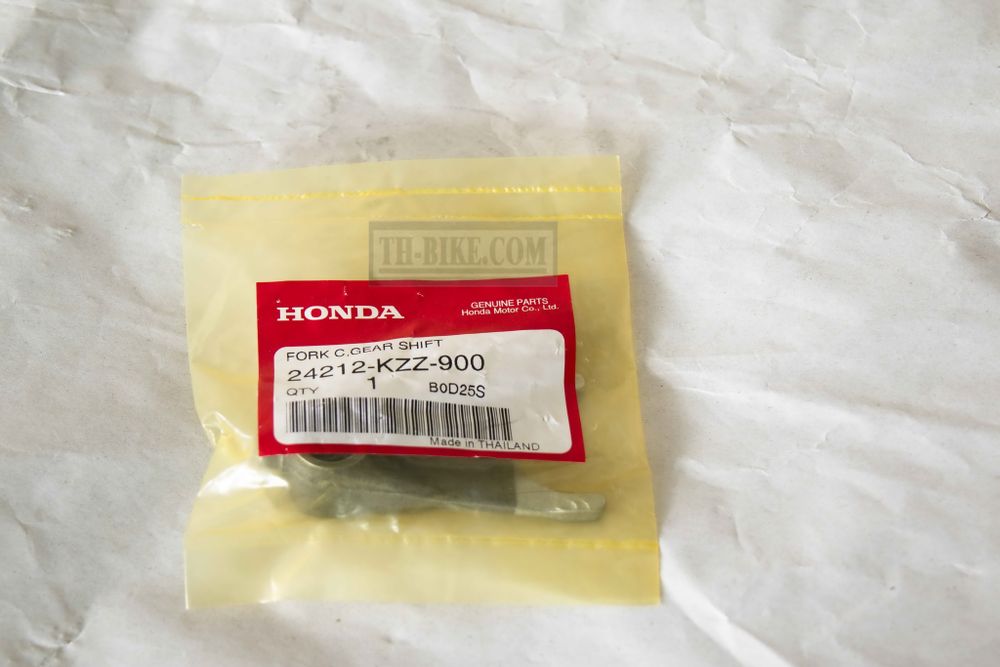 TH-BIKE.COM
HONDA
GENUINE PARTS
Honda Motor Co., Ltd.
FORK C,GEAR SHIFT
24212-KZZ-900
QTY 1 B0D25S
Made in THAILAND